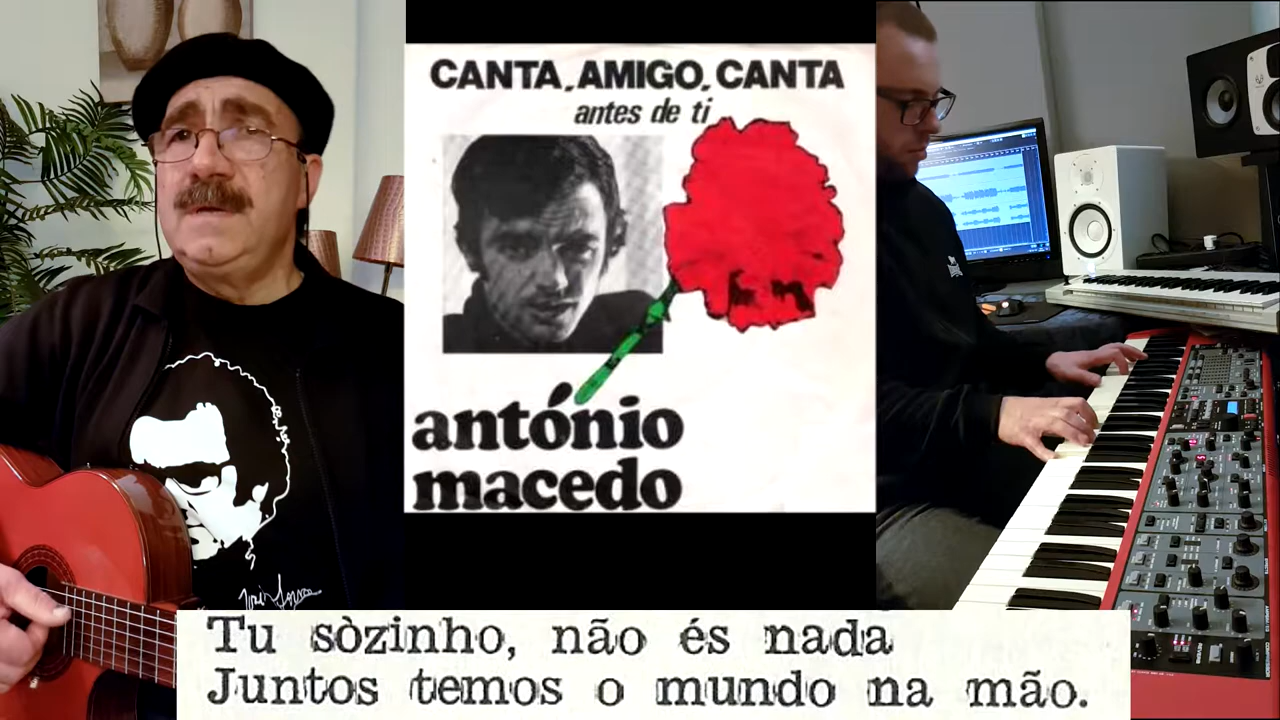 CANTA, AMIGO, CANTA
antes de ti
antónio
macedo
Tu sòzinho, não és nada
Juntos temos o mundo na mão.